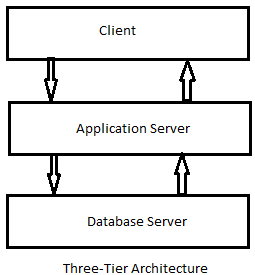 Client
Application Server
Database Server
Three-Tier Architecture